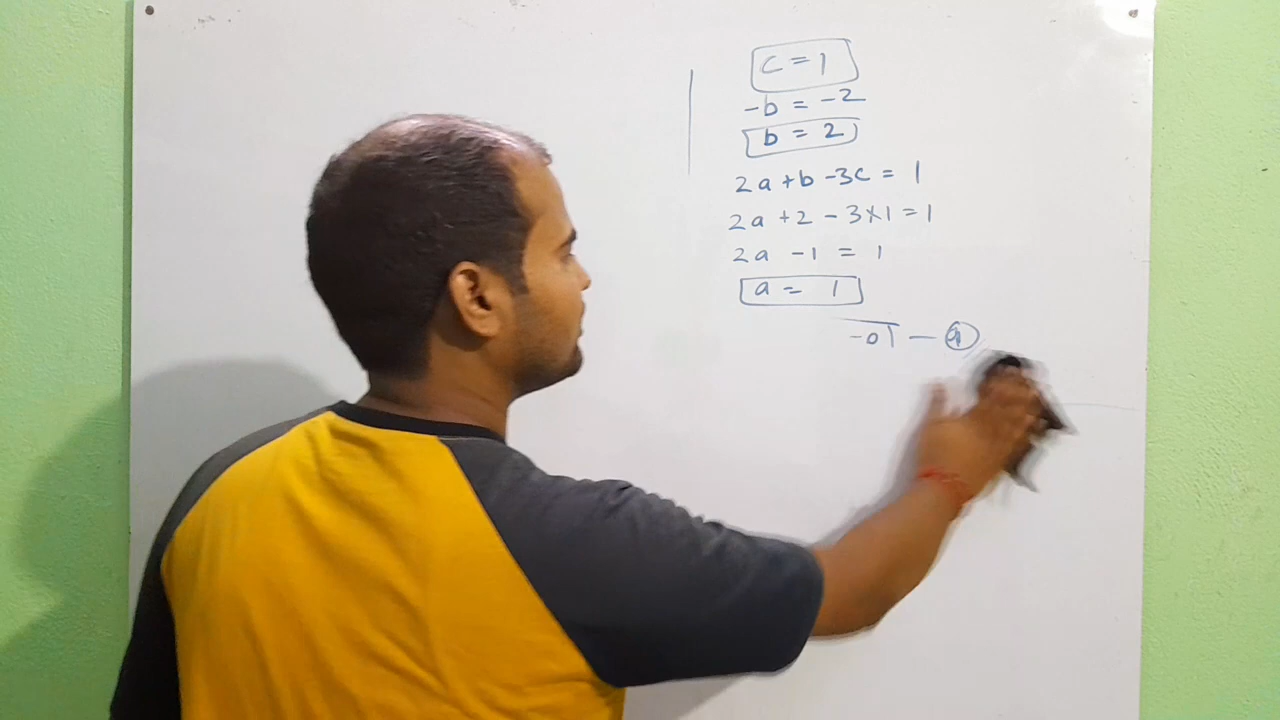 c = 1
-b = -2
b = 2
2a + b - 3c = 1
2a + 2 - 3×1 = 1
2a - 1 = 1
a = 1